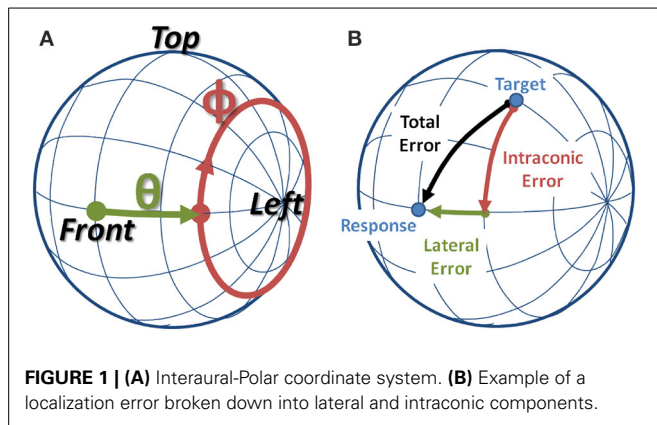 A
Top
ϕ
θ
Front
Left
B
Target
Total
Error
Intraconic
Error
Response
Lateral
Error
FIGURE 1 | (A) Interaural-Polar coordinate system. (B) Example of a
localization error broken down into lateral and intraconic components.